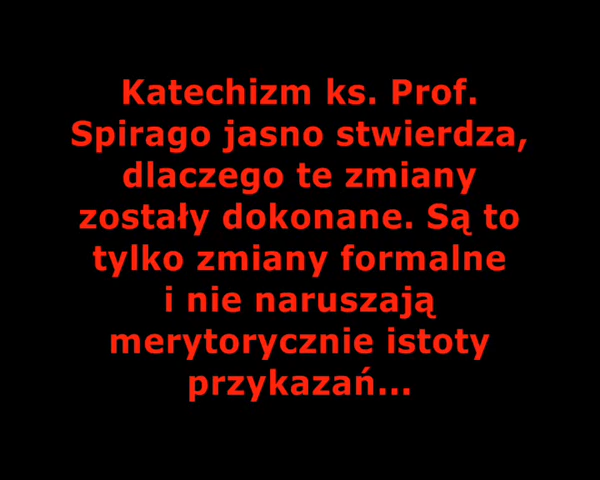 Katechizm ks. Prof.
Spirago jasno stwierdza,
dlaczego te zmiany
zostały dokonane. Są to
tylko zmiany formalne
i nie naruszają
merytorycznie istoty
przykazań...